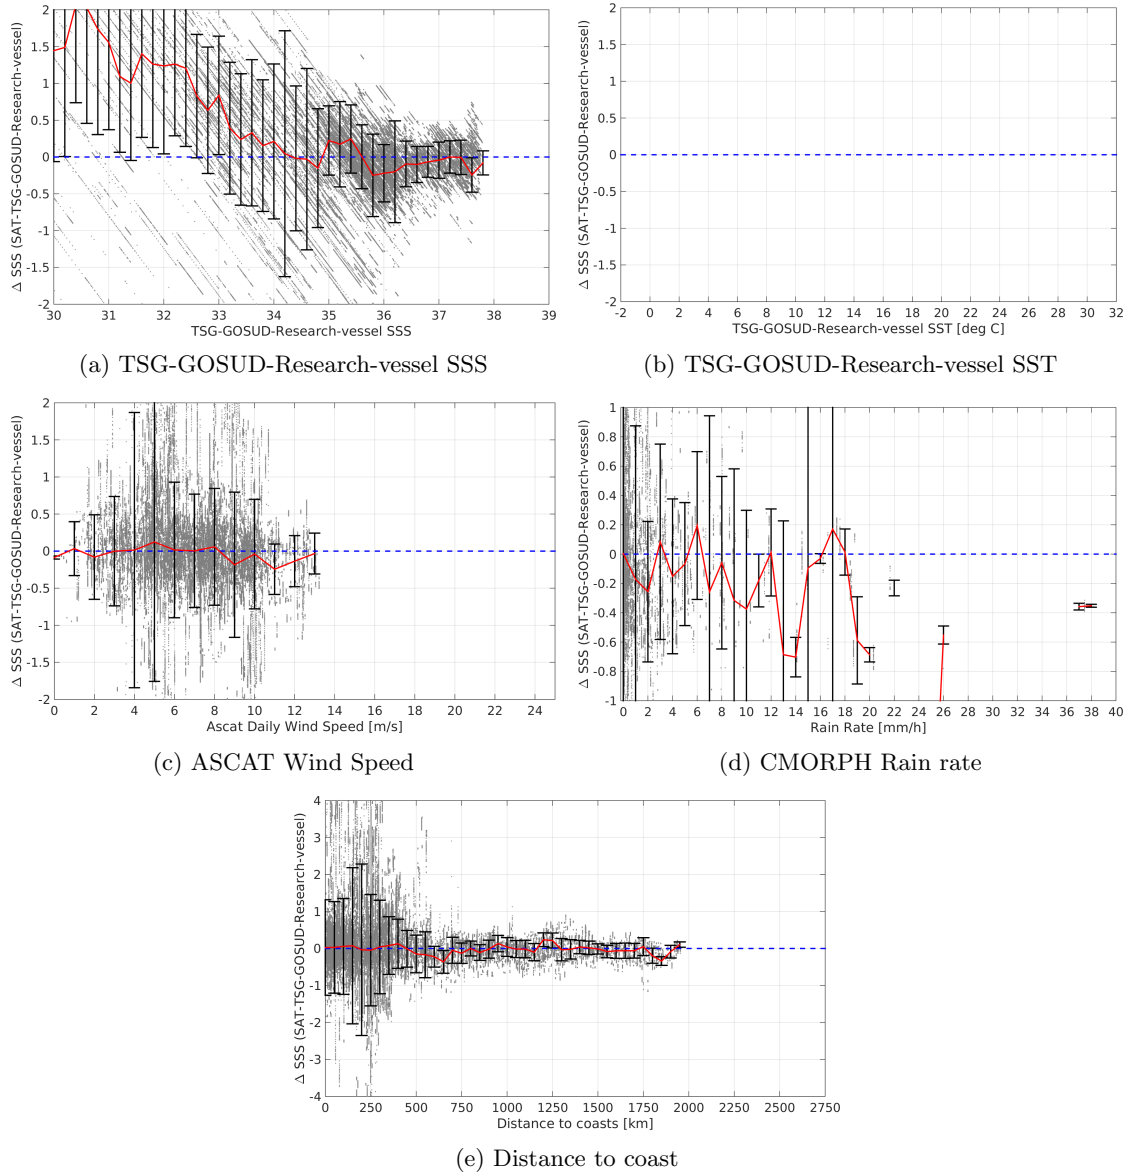 Δ SSS (SAT-TSG-GOSUD-Research-vessel)
2
1.5
1
0.5
0
-0.5
-1
-1.5
-2
30 31 32 33 34 35 36 37 38 39
TSG-GOSUD-Research-vessel SSS
(a) TSG-GOSUD-Research-vessel SSS
Δ SSS (SAT-TSG-GOSUD-Research-vessel)
2
1.5
1
0.5
0
-0.5
-1
-1.5
-2
-2 0 2 4 6 8 10 12 14 16 18 20 22 24 26 28 30 32
TSG-GOSUD-Research-vessel SST [deg C]
(b) TSG-GOSUD-Research-vessel SST
Δ SSS (SAT-TSG-GOSUD-Research-vessel)
2
1.5
1
0.5
0
-0.5
-1
-1.5
-2
0 2 4 6 8 10 12 14 16 18 20 22 24
Ascat Daily Wind Speed [m/s]
(c) ASCAT Wind Speed
Δ SSS (SAT-TSG-GOSUD-Research-vessel)
1
0.8
0.6
0.4
0.2
0
-0.2
-0.4
-0.6
-0.8
-1
0 2 4 6 8 10 12 14 16 18 20 22 24 26 28 30 32 34 36 38 40
Rain Rate [mm/h]
(d) CMORPH Rain rate
Δ SSS (SAT-TSG-GOSUD-Research-vessel)
4
3
2
1
0
-1
-2
-3
-4
0 250 500 750 1000 1250 1500 1750 2000 2250 2500 2750
Distance to coasts [km]
(e) Distance to coast